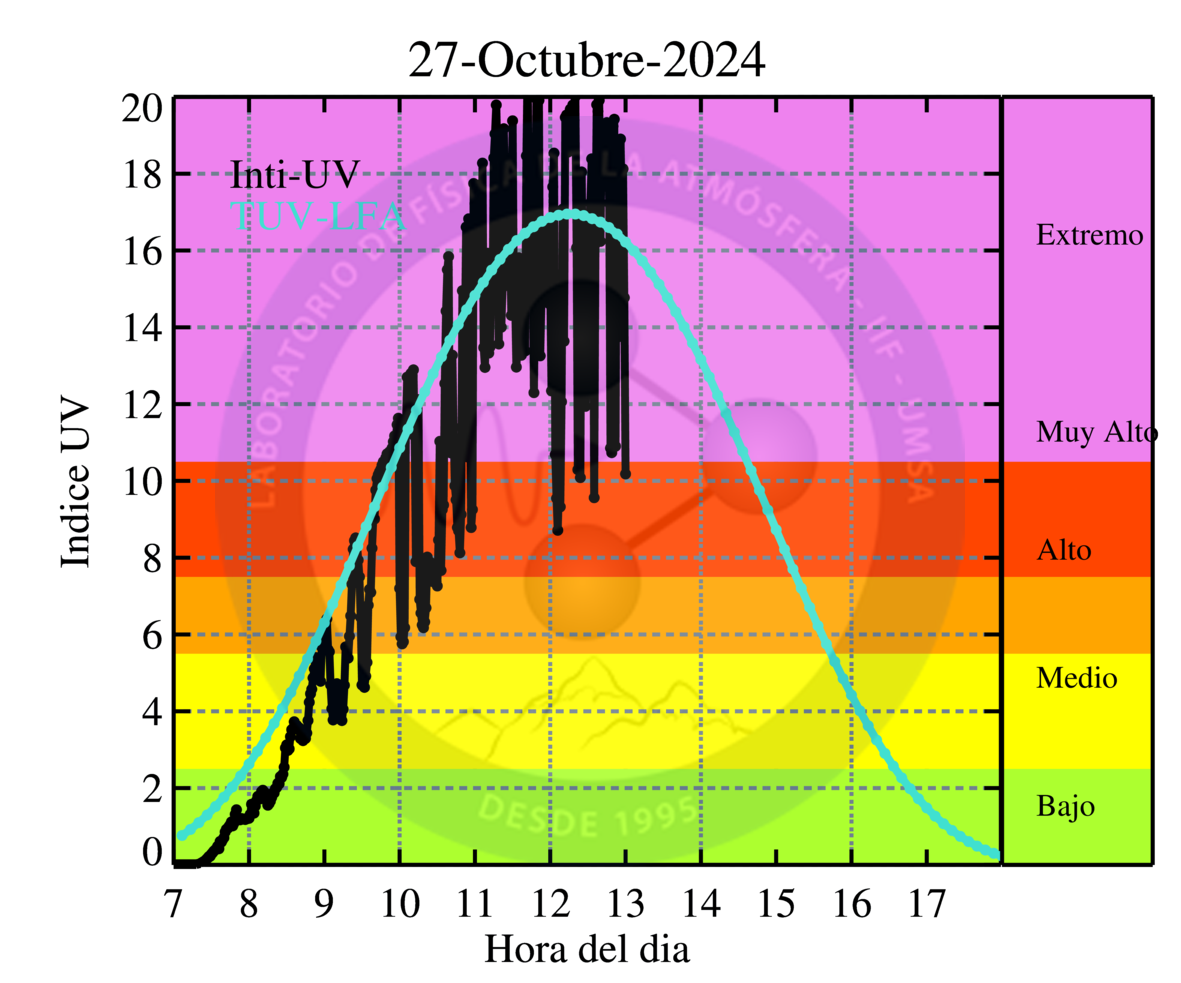 27-Octubre-2024
20
18
16
14
12
10
8
6
4
2
0
Indice UV
Inti-UV
TUV-LFA
LABORATORIO DE FÍSICA DE LA ATMÓSFERA - IIF - UMSA
DESDE 1995
Extremo
Muy Alto
Alto
Medio
Bajo
7 8 9 10 11 12 13 14 15 16 17
Hora del dia